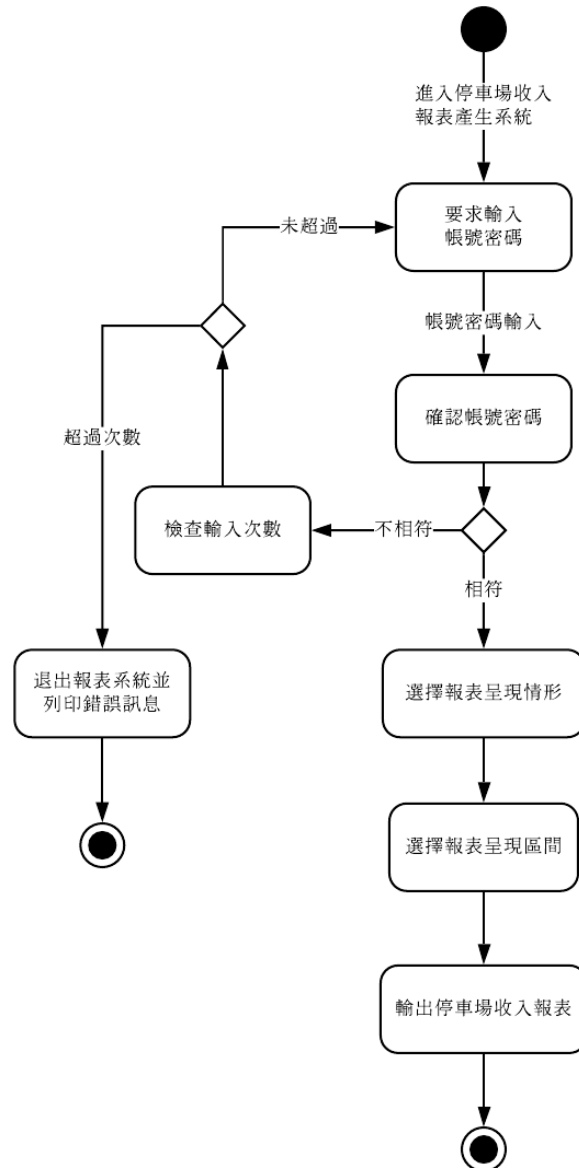 進入停車場收入
報表產生系統
要求輸入
帳號密碼
未超過
帳號密碼輸入
確認帳號密碼
超過次數
檢查輸入次數
不相符
相符
退出報表系統並
列印錯誤訊息
選擇報表呈現情形
選擇報表呈現區間
輸出停車場收入報表